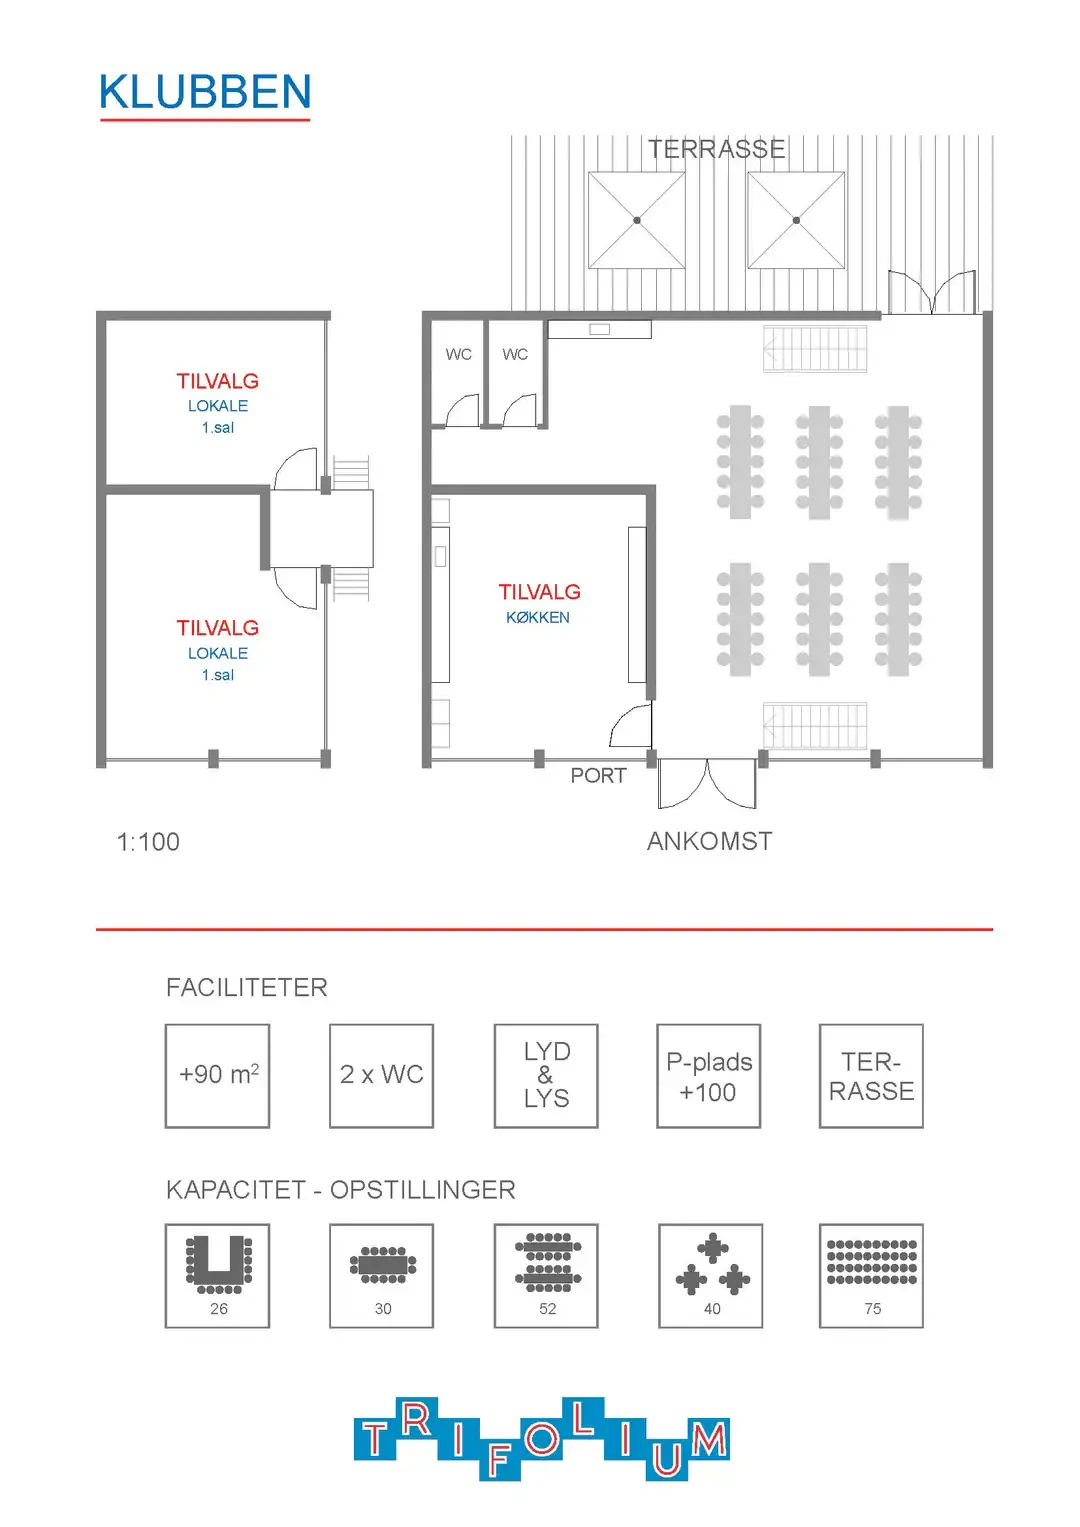 KLUBBEN
TERRASSE
WC
WC
TILVALG
LOKALE
1.sal
TILVALG
KØKKEN
TILVALG
LOKALE
1.sal
PORT
1:100
ANKOMST
FACILITETER
+90 m²
2 x WC
LYD
&
LYS
P-plads
+100
TER-
RASSE
KAPACITET - OPSTILLINGER
26
30
52
40
75
TRIFOLIUM